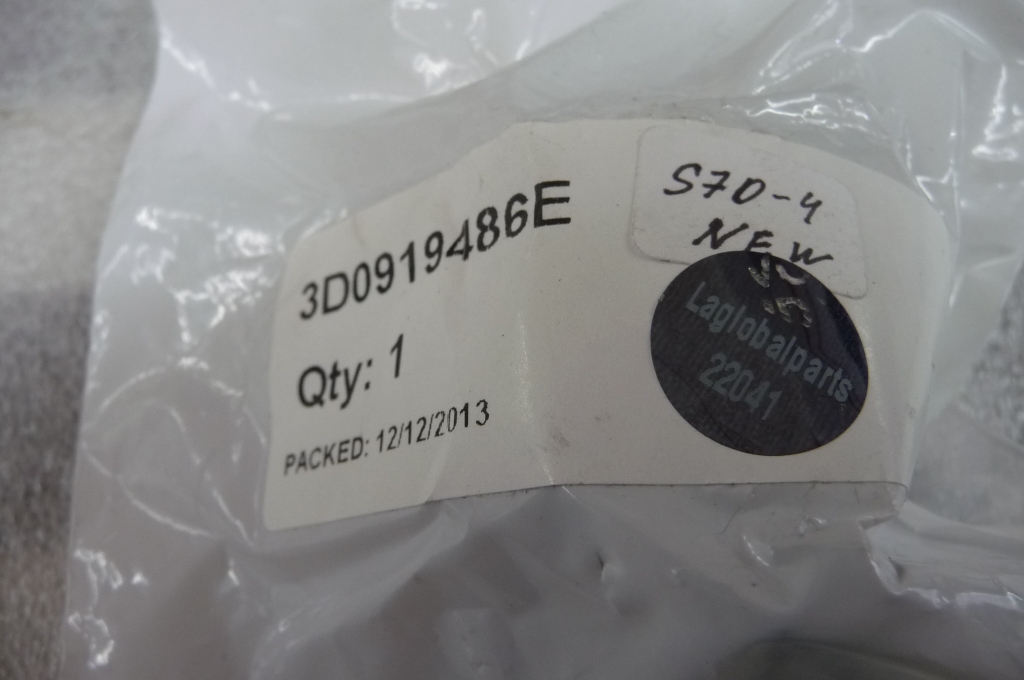 3D0919486E
Qty: 1
PACKED: 12/12/2013
S70-4
NEW
Laglobalparts
22041